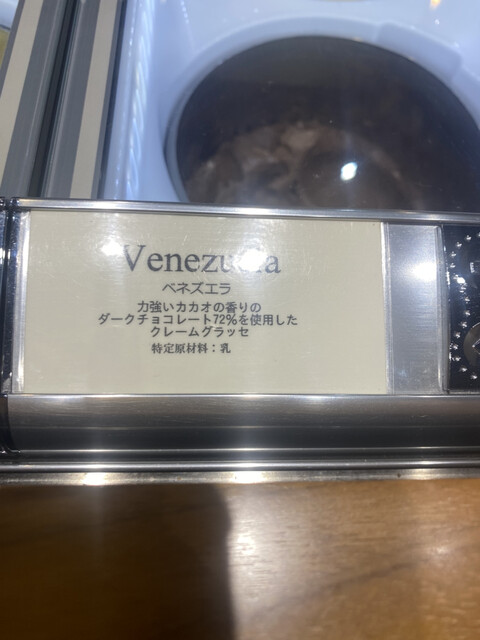 Venezuela
ベネズエラ
力強いカカオの香りの
ダークチョコレート72%を使用した
クレームグラッセ
特定原材料：乳